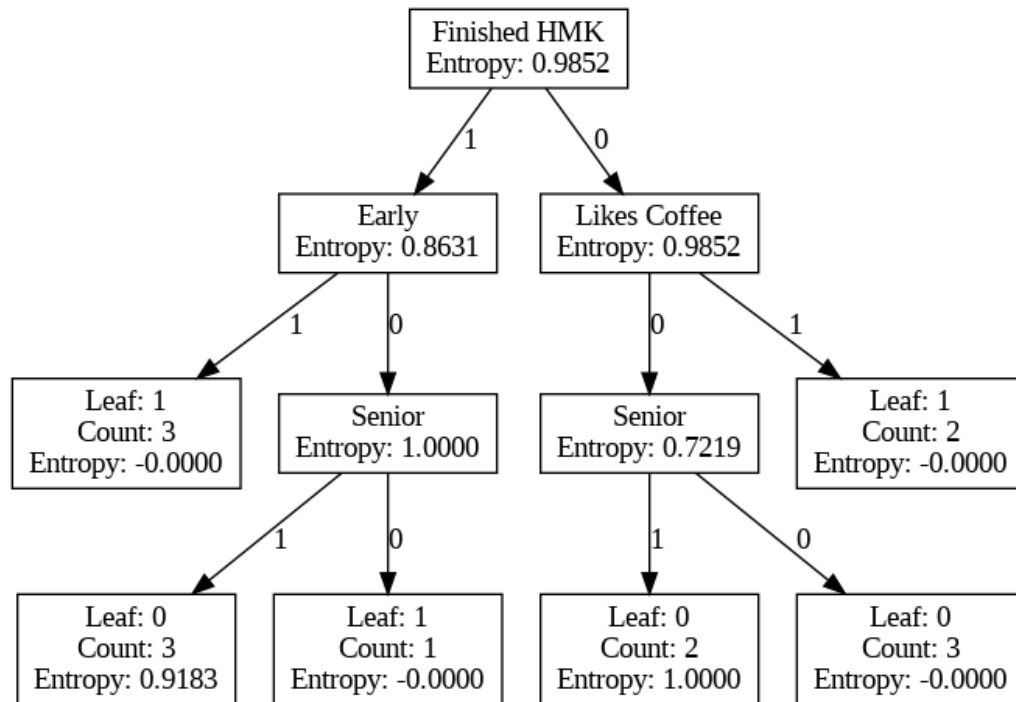 Finished HMK
Entropy: 0.9852
1
0
Early
Entropy: 0.8631
Likes Coffee
Entropy: 0.9852
1
0
0
1
Leaf: 1
Count: 3
Entropy: -0.0000
Senior
Entropy: 1.0000
Senior
Entropy: 0.7219
Leaf: 1
Count: 2
Entropy: -0.0000
1
0
1
0
Leaf: 0
Count: 3
Entropy: 0.9183
Leaf: 1
Count: 1
Entropy: -0.0000
Leaf: 0
Count: 2
Entropy: 1.0000
Leaf: 0
Count: 3
Entropy: -0.0000